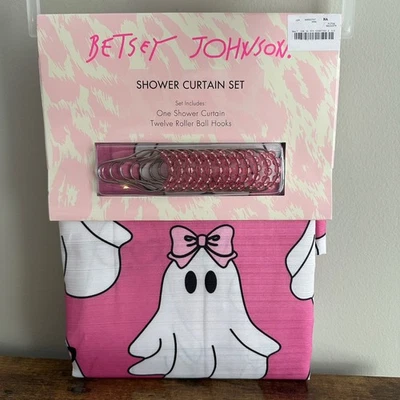 BETSEY JOHNSON.
SHOWER CURTAIN SET
Set Includes:
One Shower Curtain
Twelve Roller Ball Hooks